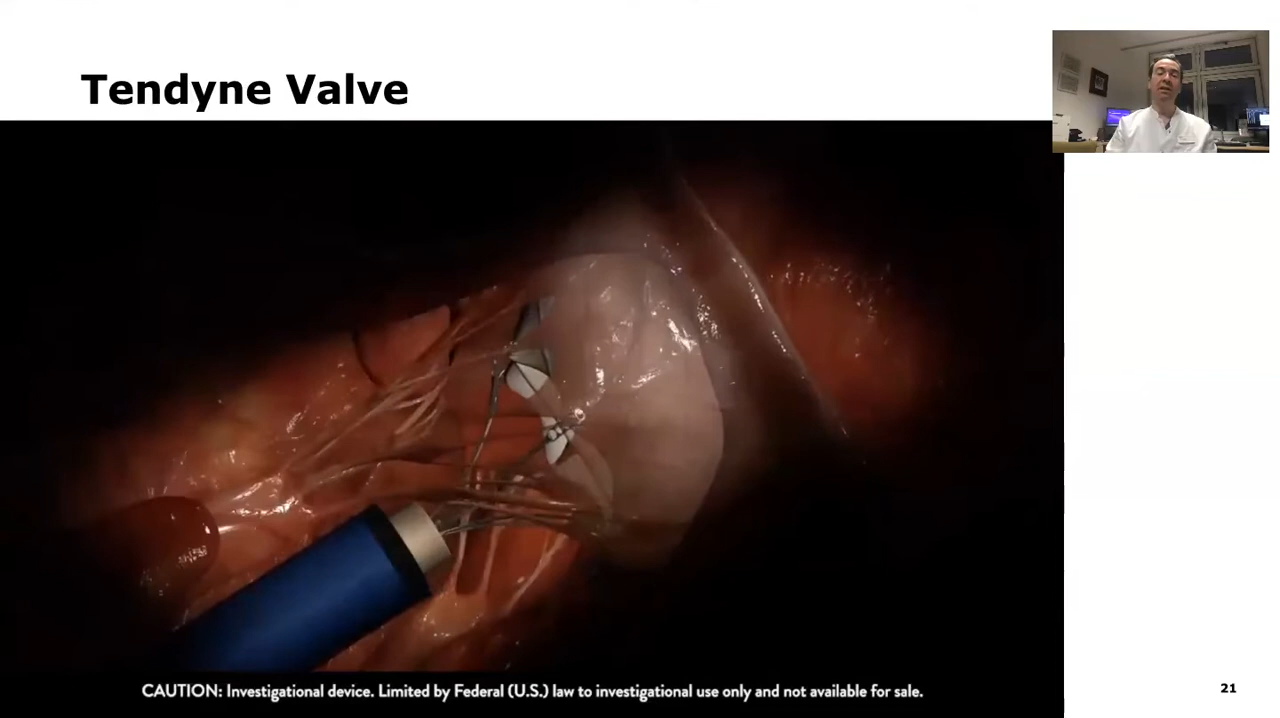 Tendyne Valve
CAUTION: Investigational device. Limited by Federal (U.S.) law to investigational use only and not available for sale.
21